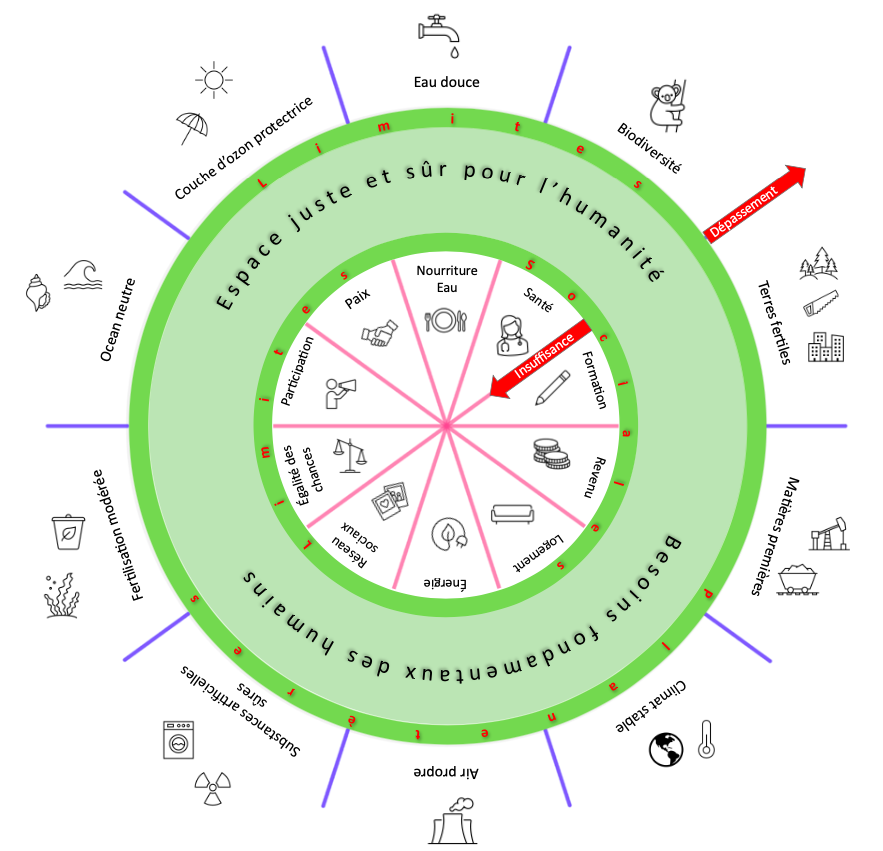 Eau douce
Biodiversité
Dépassement
Terres fertiles
Matières premières
Climat stable
Air propre
Substances artificielles
sûres
Fertilisation modérée
Ocean neutre
Couche d'ozon protectrice
Limites planetères
Espace juste et sûr pour l'humanité
Besoins fondamentaux des humains
Limites Sociales
Nourriture
Eau
Santé
Insuffisance
Formation
Revenu
Logement
Énergie
Réseau
sociaux
Égalité des
chances
Participation
Paix